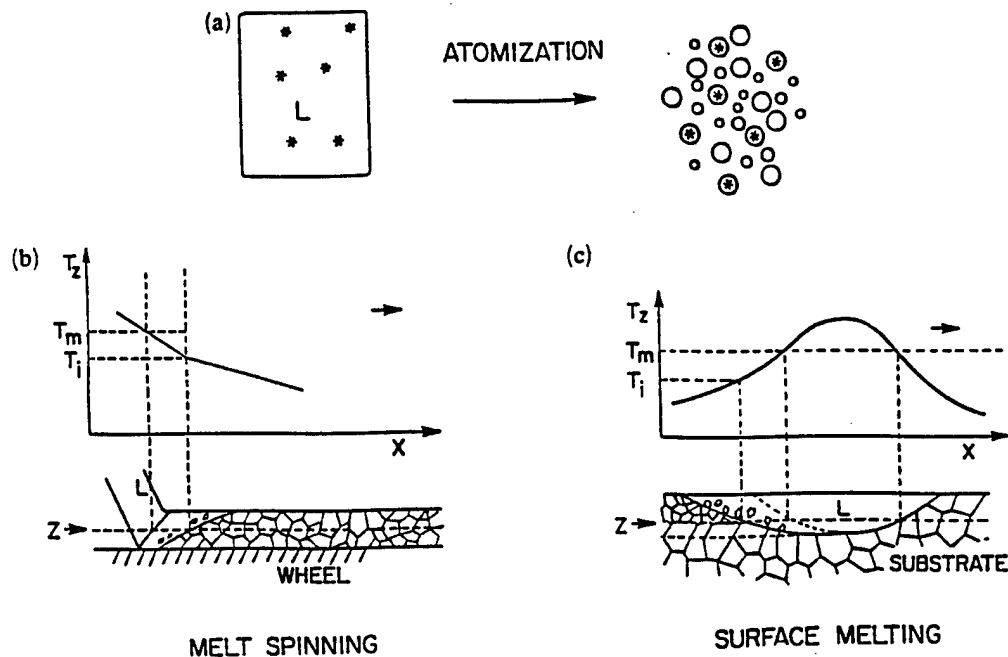 (a)
L
ATOMIZATION
(b)
T_z
T_m
T_i
X
L
Z
WHEEL
MELT SPINNING
(c)
T_z
T_m
T_i
X
L
Z
SUBSTRATE
SURFACE MELTING